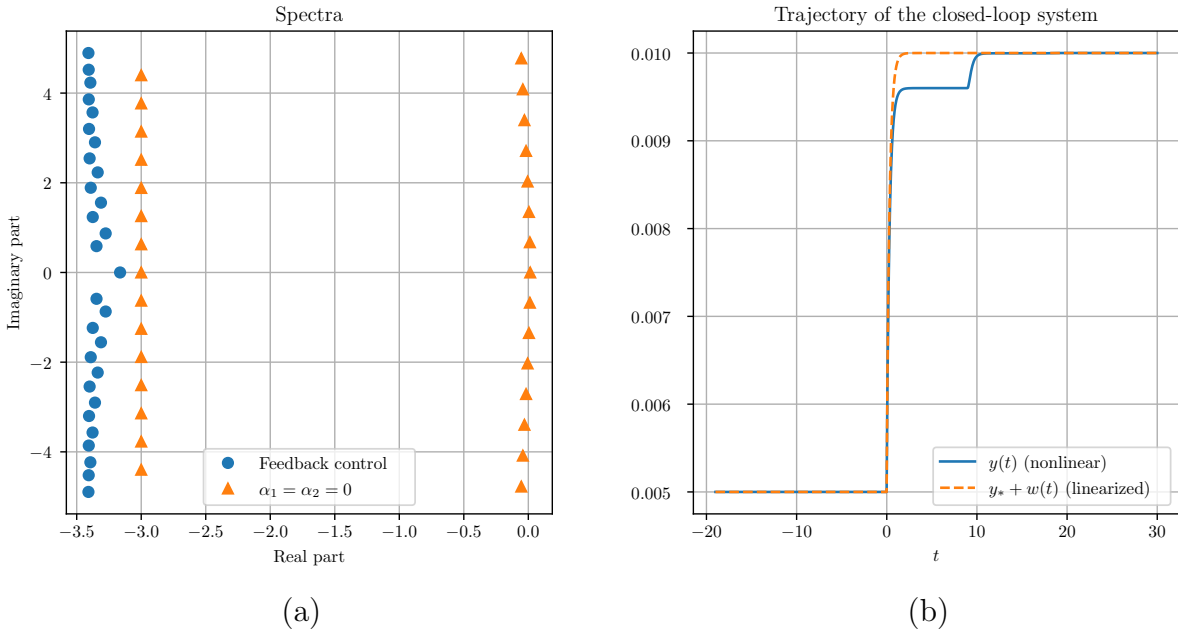 Spectra
Imaginary part
4
2
0
−2
−4
Feedback control
α₁ = α₂ = 0
−3.5 −3.0 −2.5 −2.0 −1.5 −1.0 −0.5 0.0
Real part
(a)
Trajectory of the closed-loop system
0.010
0.009
0.008
0.007
0.006
0.005
y(t) (nonlinear)
y∗ + w(t) (linearized)
−20 −10 0 10 20 30
t
(b)